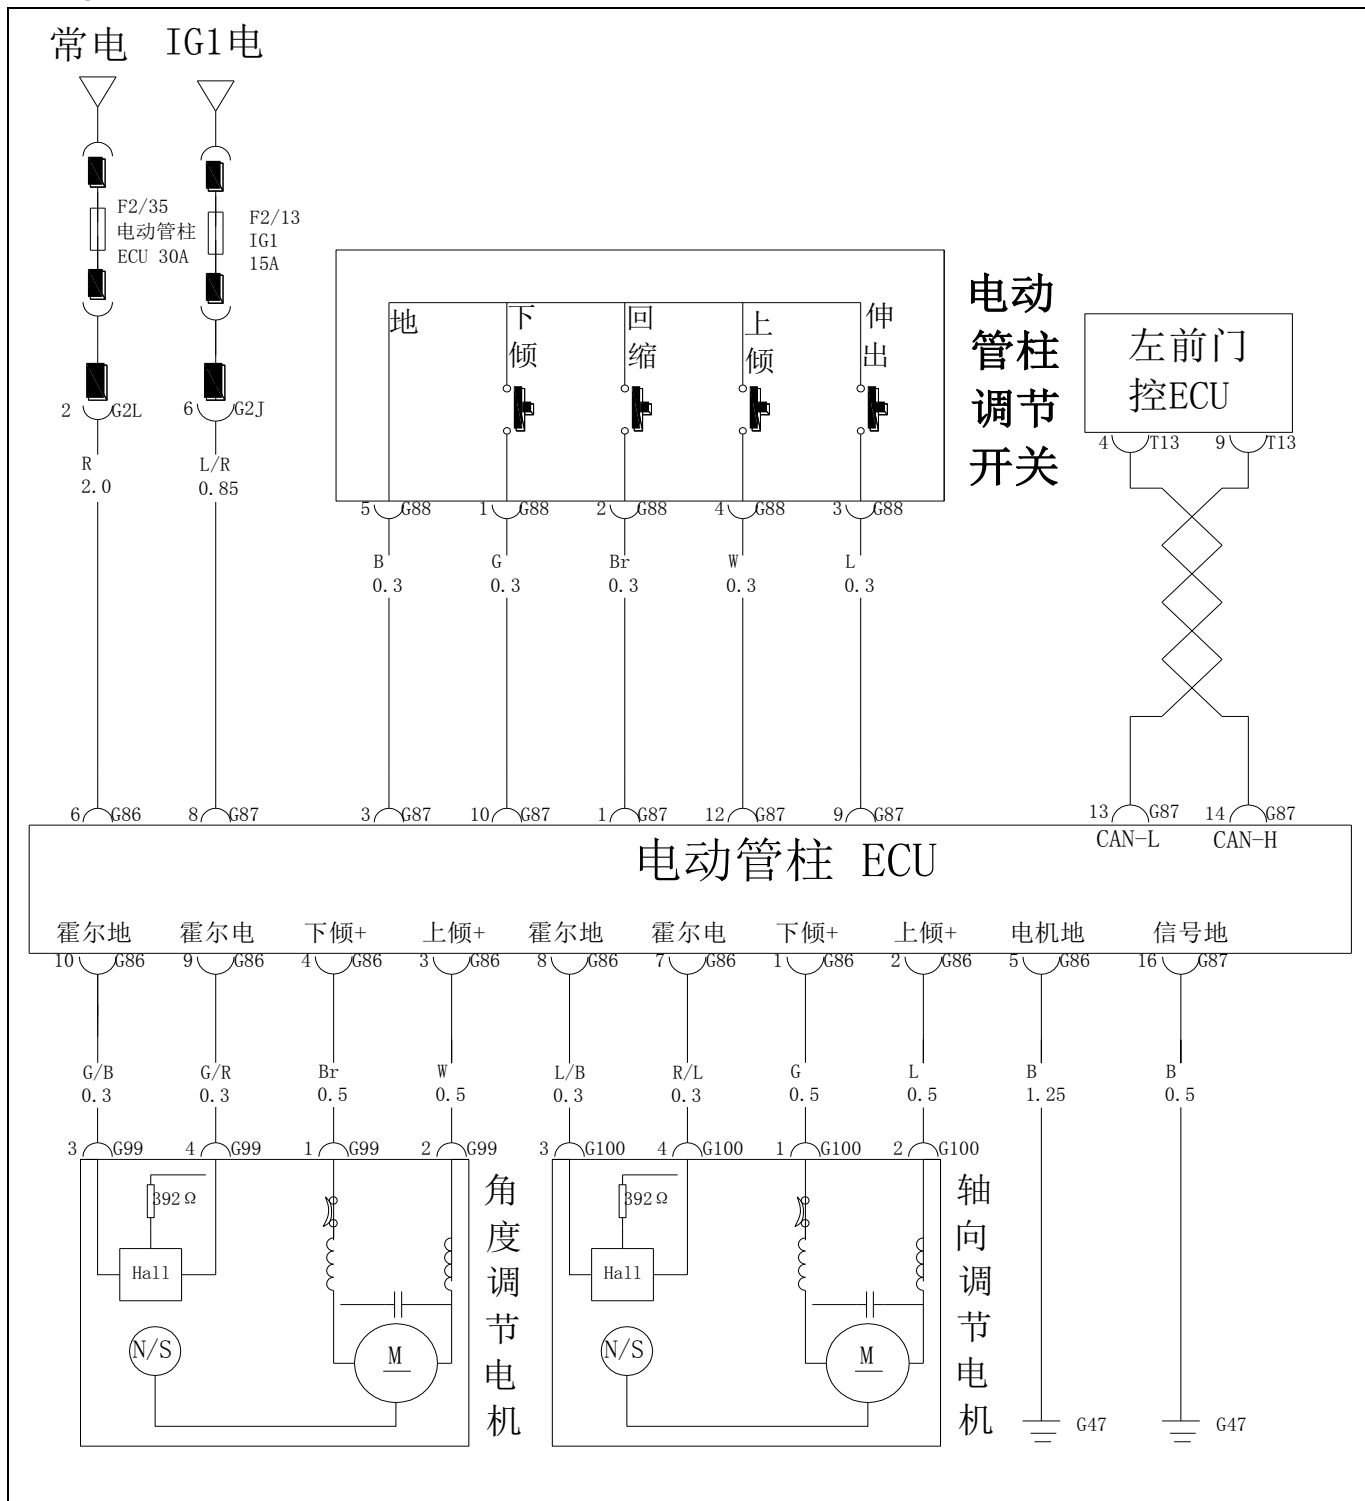 常电 IG1电
F2/35
电动管柱
ECU 30A
F2/13
IG1
15A
2 G2L
6 G2J
R
2.0
L/R
0.85
地
下倾
回缩
上倾
伸出
电动
管柱
调节
开关
左前门
控ECU
4 T13
9 T13
5 G88
1 G88
2 G88
4 G88
3 G88
B
0.3
G
0.3
Br
0.3
W
0.3
L
0.3
6 G86
8 G87
3 G87
10 G87
1 G87
12 G87
9 G87
13 G87
14 G87
CAN-L
CAN-H
电动管柱 ECU
霍尔地 霍尔电 下倾+ 上倾+ 霍尔地 霍尔电 下倾+ 上倾+ 电机地 信号地
10 G86
9 G86
4 G86
3 G86
8 G86
7 G86
1 G86
2 G86
5 G86
16 G87
G/B
0.3
G/R
0.3
Br
0.5
W
0.5
L/B
0.3
R/L
0.3
G
0.5
L
0.5
B
1.25
B
0.5
3 G99
4 G99
1 G99
2 G99
3 G100
4 G100
1 G100
2 G100
392Ω
Hall
N/S
M
角度调节电机
392Ω
Hall
N/S
M
轴向调节电机
G47
G47